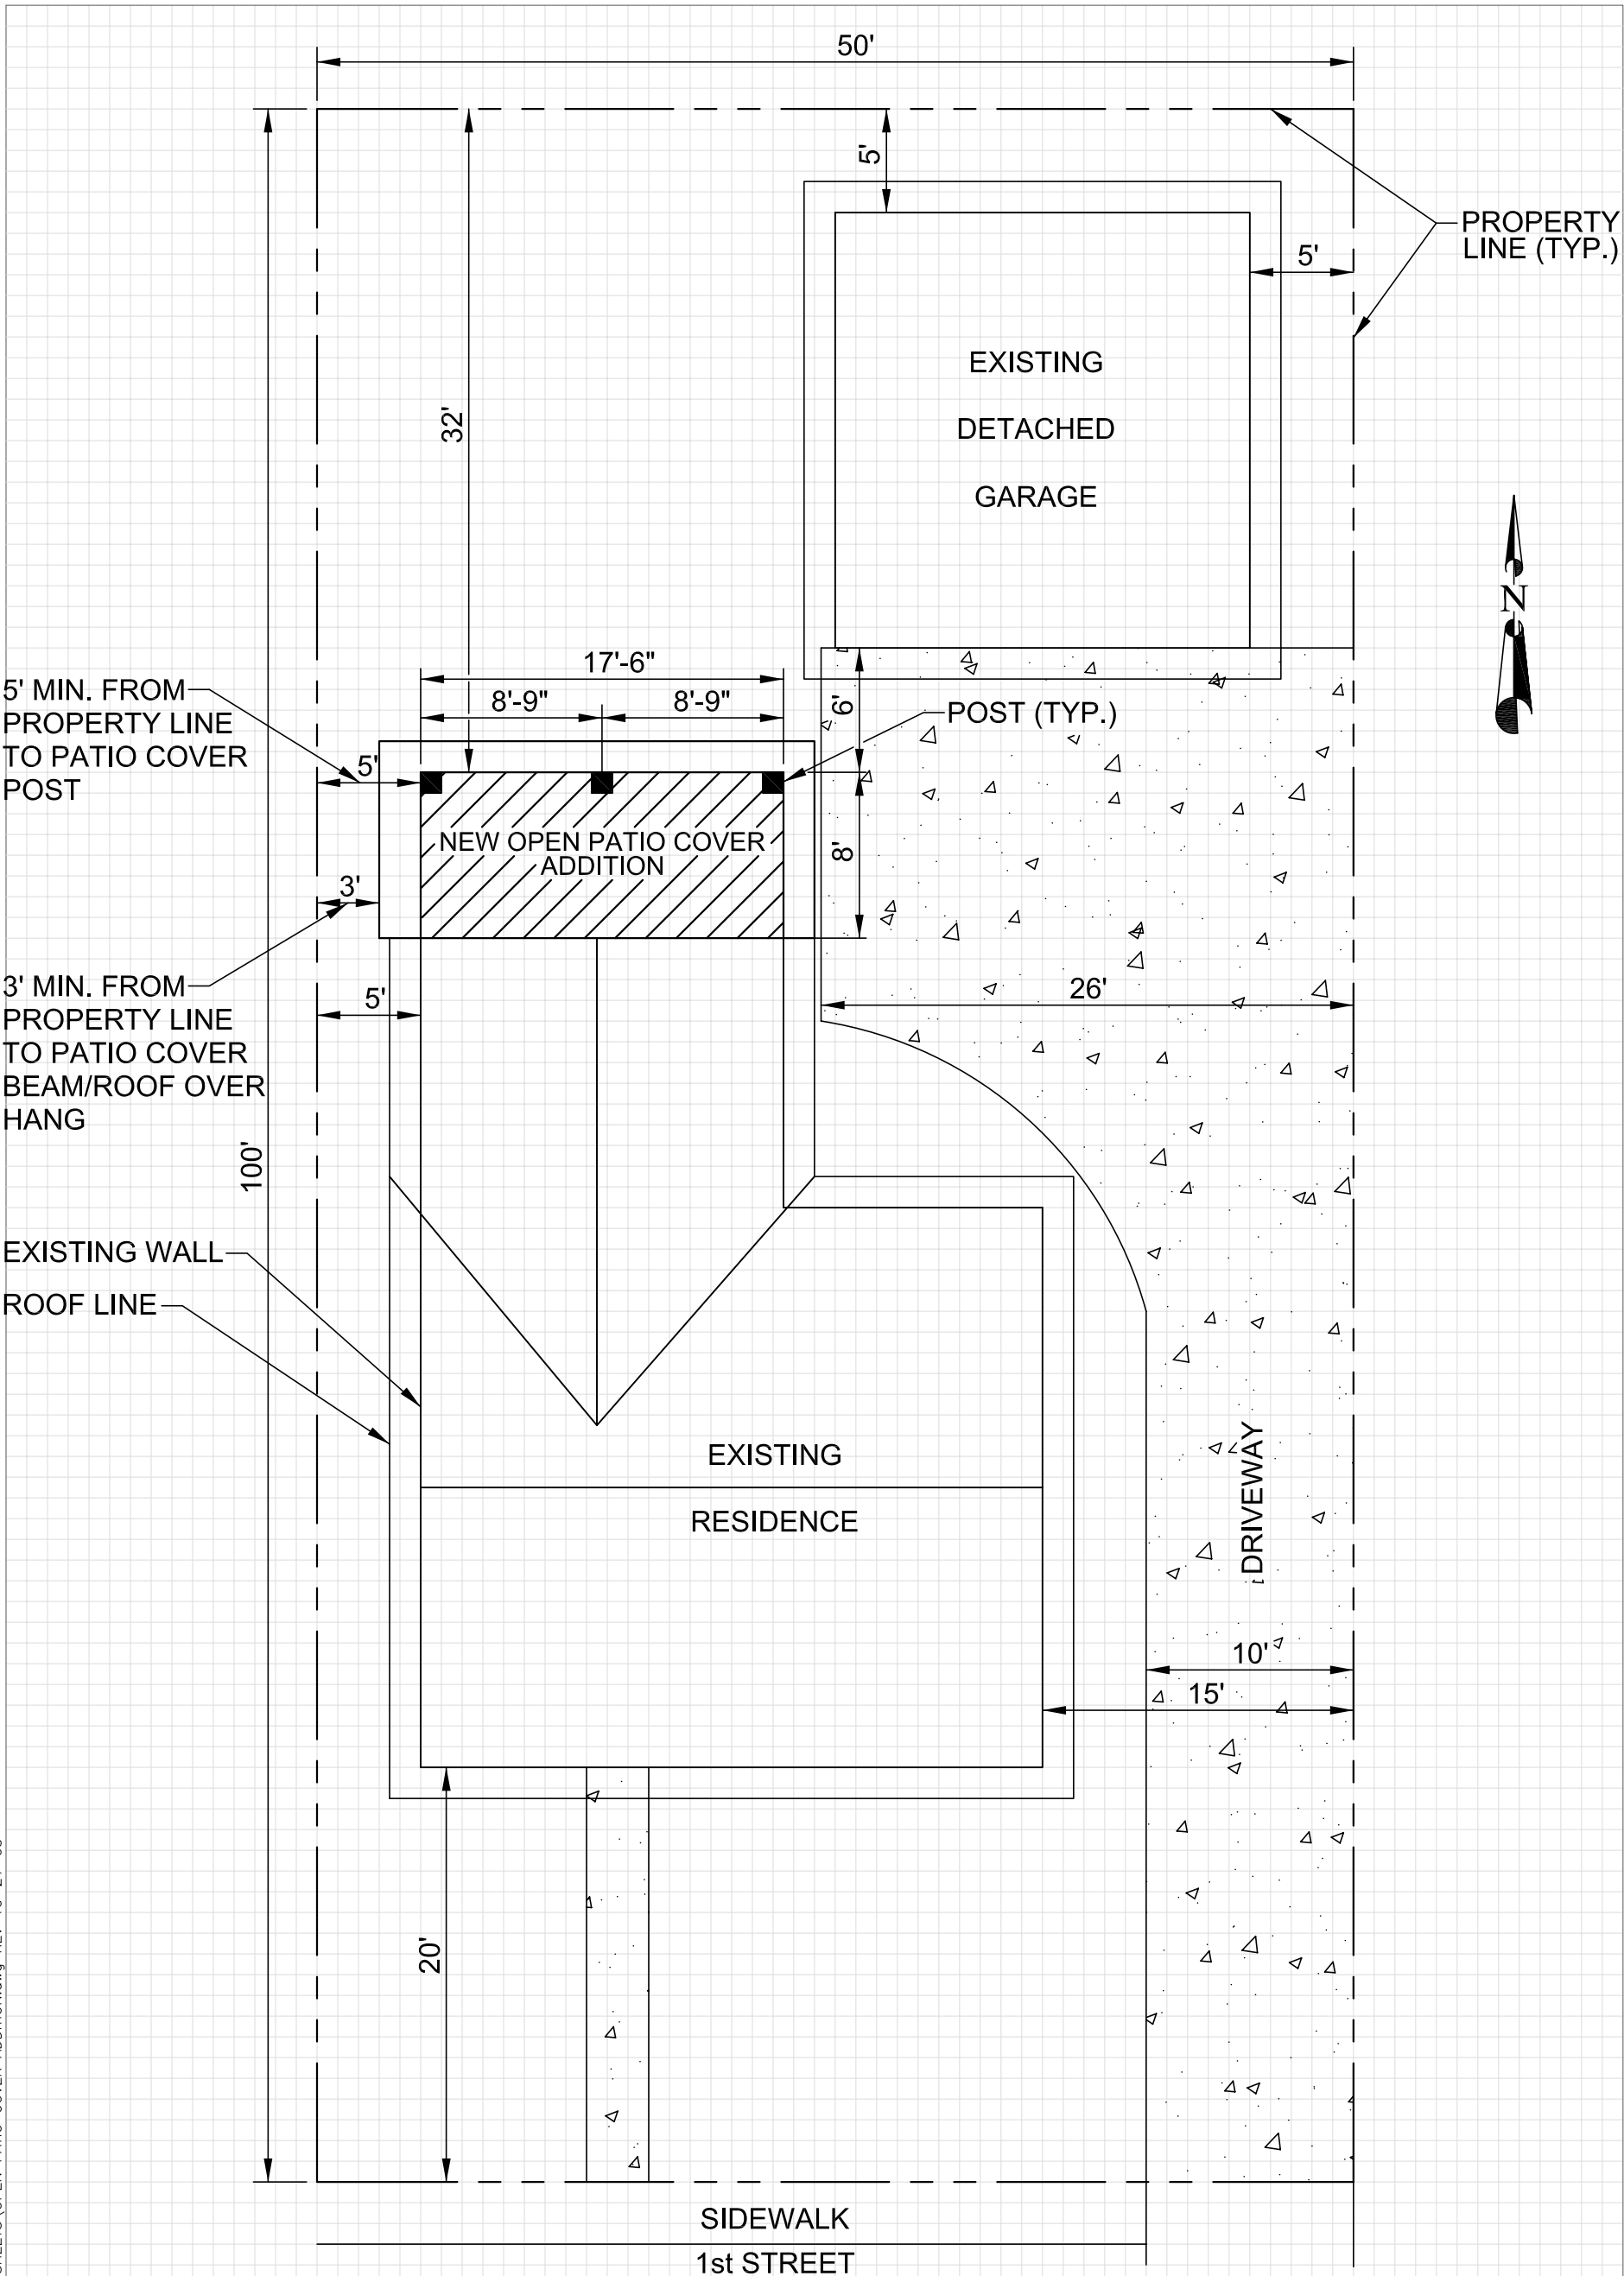 50'
5'
PROPERTY
LINE (TYP.)
5'
32'
EXISTING
DETACHED
GARAGE
N
17'-6"
8'-9"
8'-9"
6'
POST (TYP.)
5' MIN. FROM
PROPERTY LINE
TO PATIO COVER
POST
5'
NEW OPEN PATIO COVER
ADDITION
8'
3'
3' MIN. FROM
PROPERTY LINE
TO PATIO COVER
BEAM/ROOF OVER
HANG
5'
26'
100'
EXISTING WALL
ROOF LINE
EXISTING
RESIDENCE
DRIVEWAY
10'
15'
20'
SIDEWALK
1st STREET